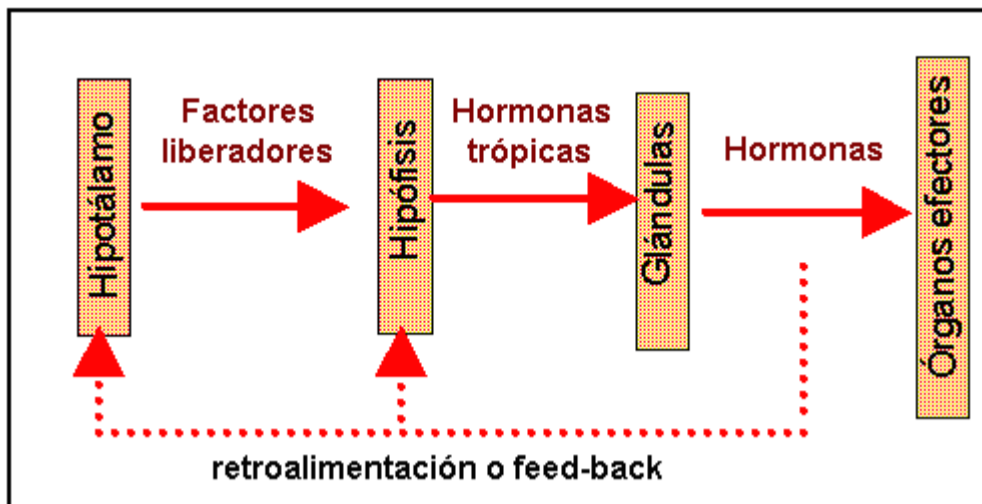 Hipotálamo
Factores
liberadores
Hipófisis
Hormonas
trópicas
Glándulas
Hormonas
Órganos efectores
retroalimentación o feed-back